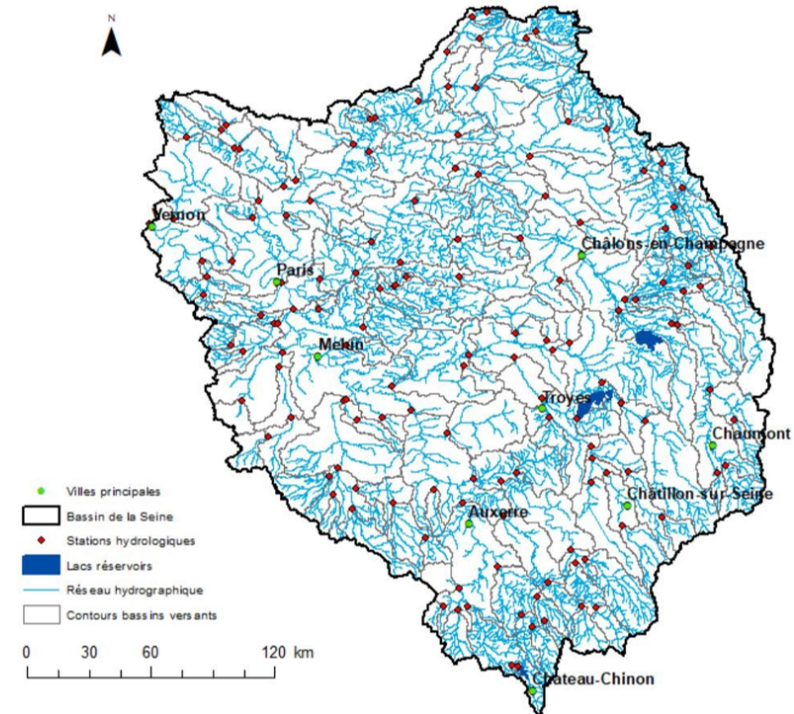 N
Vernon
Châlons-en-Champagne
Paris
Melun
Troyes
Chaumont
Châtillon-sur-Seine
Auxerre
Chateau-Chinon
Villes principales
Bassin de la Seine
Stations hydrologiques
Lacs réservoirs
Réseau hydrographique
Contours bassins versants
0 30 60 120 km